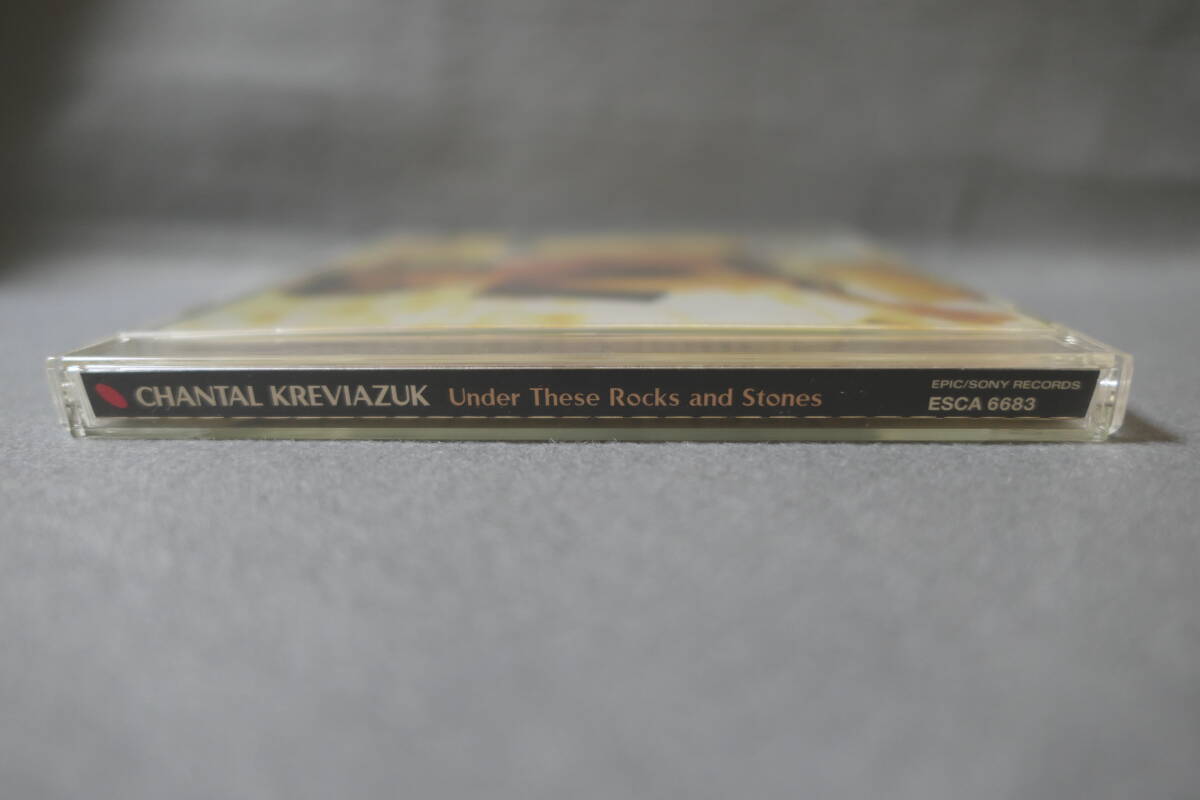 CHANTAL KREVIAZUK Under These Rocks and Stones
EPIC/SONY RECORDS
ESCA 6683